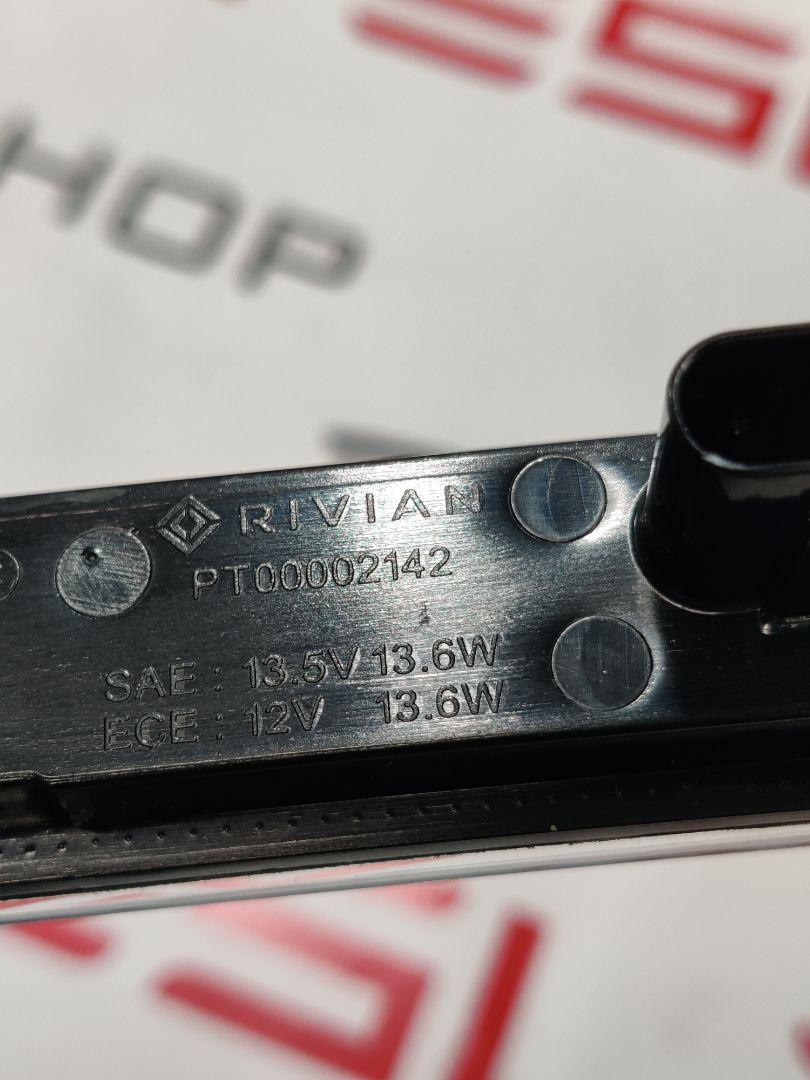 HOP
RIVIAN
PT00002142
SAE : 13.5V 13.6W
ECE : 12V 13.6W